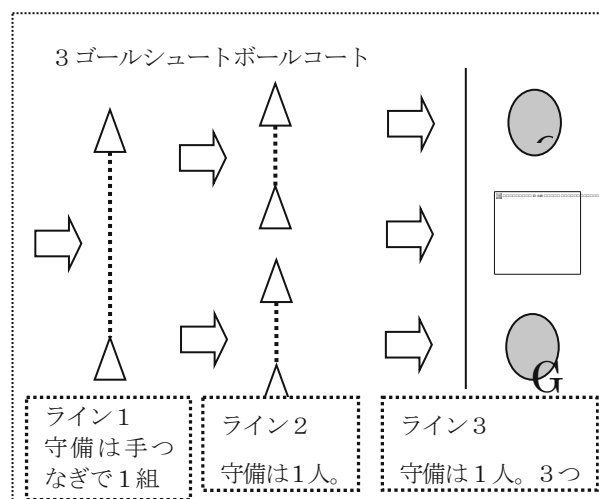 3ゴールシュートボールコート
G
ライン1
守備は手つ
なぎで1組
ライン2
守備は1人。
ライン3
守備は1人。3つ